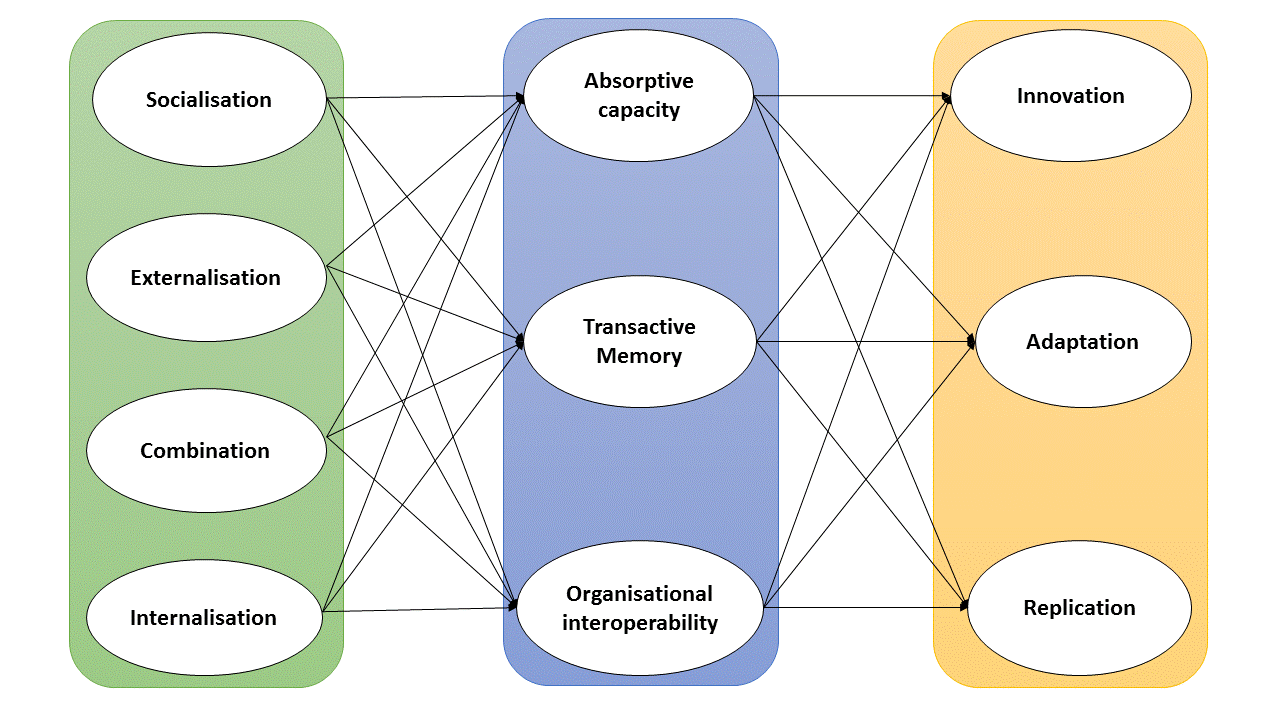 Socialisation
Externalisation
Combination
Internalisation
Absorptive
capacity
Transactive
Memory
Organisational
interoperability
Innovation
Adaptation
Replication